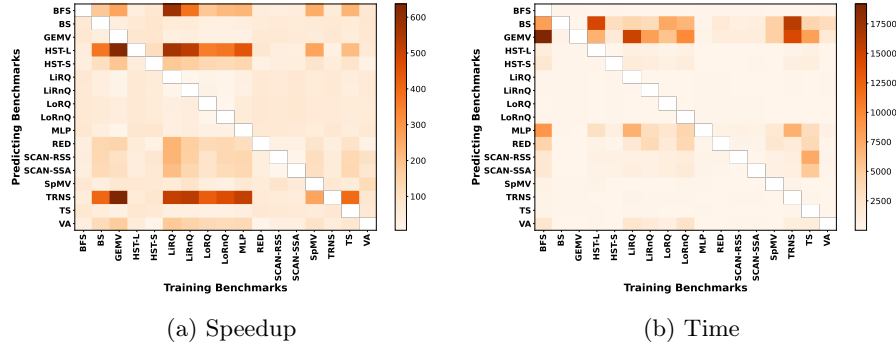 BFS
BS
GEMV
HST-L
HST-S
LiRQ
LiRnQ
LoRQ
LoRnQ
MLP
RED
SCAN-RSS
SCAN-SSA
SpMV
TRNS
TS
VA
Predicting Benchmarks
BFS
BS
GEMV
HST-L
HST-S
LiRQ
LiRnQ
LoRQ
LoRnQ
MLP
RED
SCAN-RSS
SCAN-SSA
SpMV
TRNS
TS
VA
Training Benchmarks
600
500
400
300
200
100
(a) Speedup
BFS
BS
GEMV
HST-L
HST-S
LiRQ
LiRnQ
LoRQ
LoRnQ
MLP
RED
SCAN-RSS
SCAN-SSA
SpMV
TRNS
TS
VA
Predicting Benchmarks
BFS
BS
GEMV
HST-L
HST-S
LiRQ
LiRnQ
LoRQ
LoRnQ
MLP
RED
SCAN-RSS
SCAN-SSA
SpMV
TRNS
TS
VA
Training Benchmarks
17500
15000
12500
10000
7500
5000
2500
(b) Time